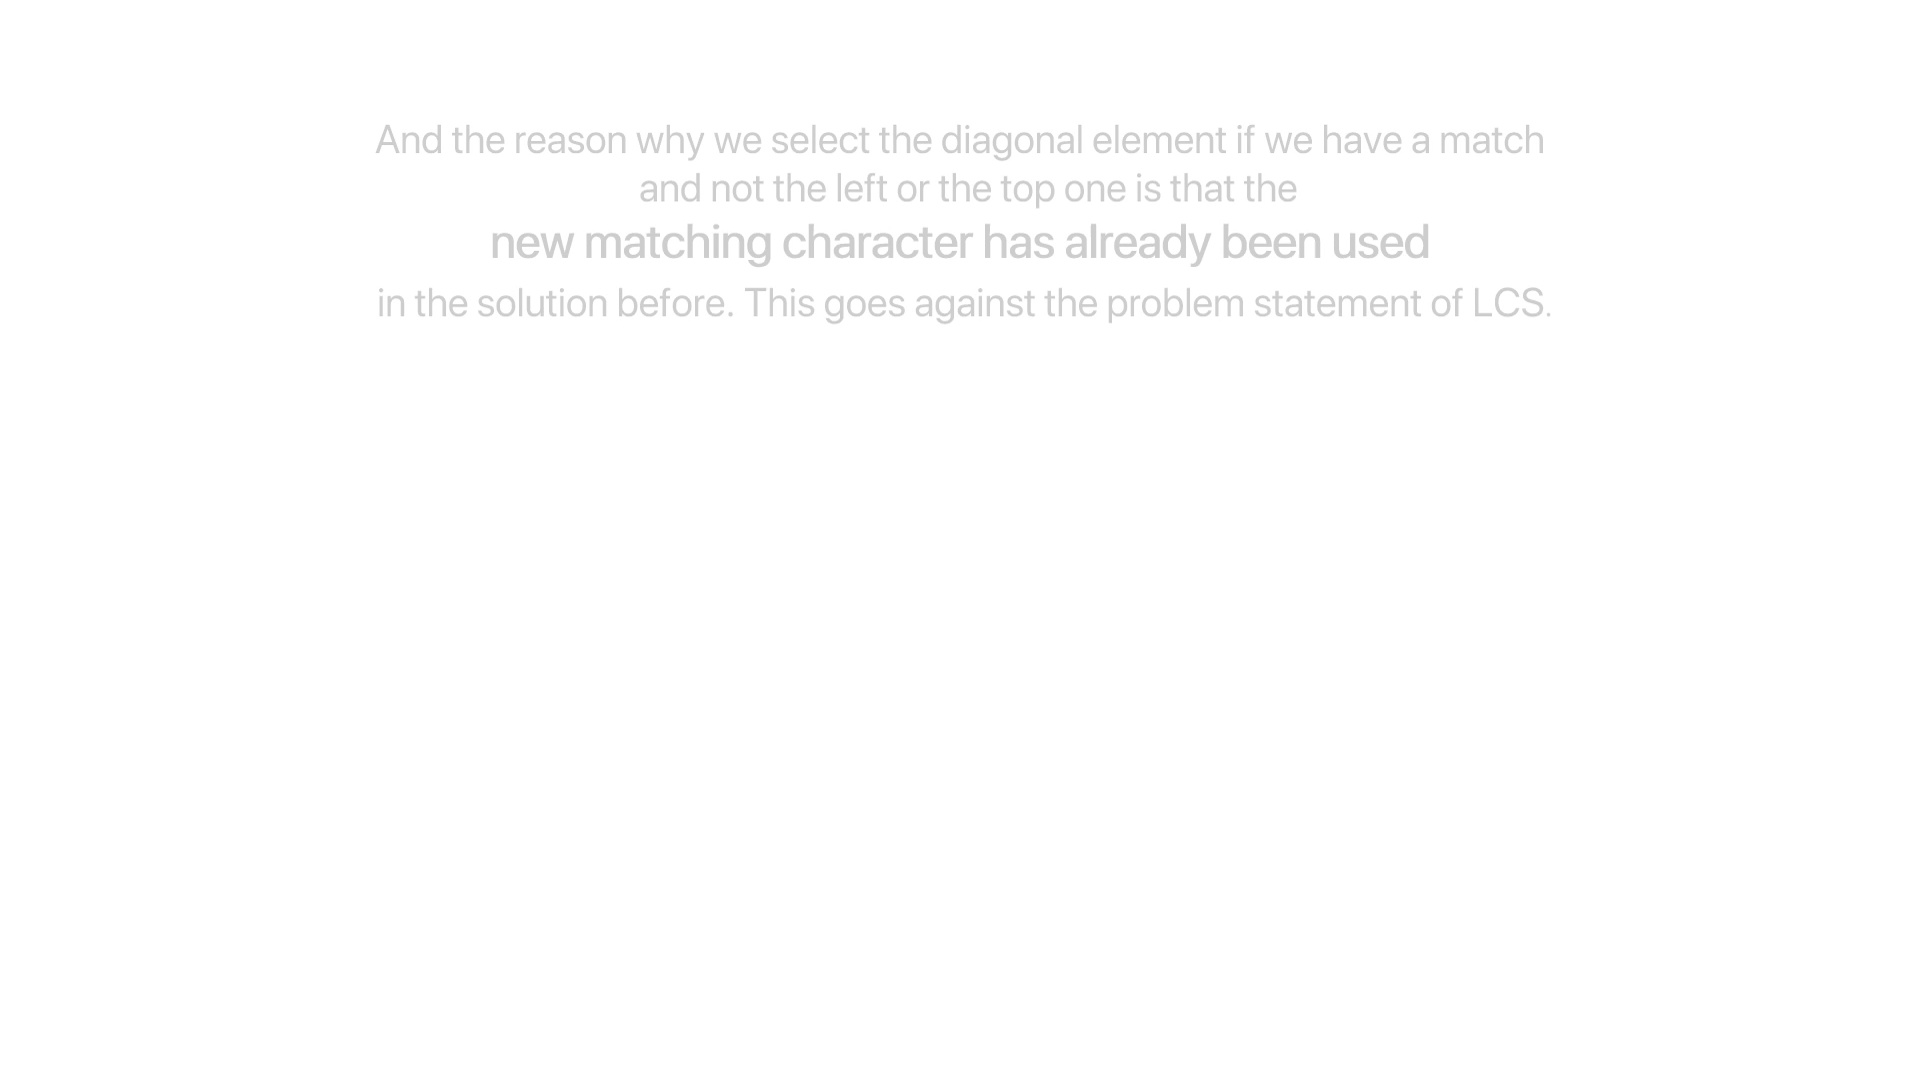 And the reason why we select the diagonal element if we have a match
and not the left or the top one is that the
new matching character has already been used
in the solution before. This goes against the problem statement of LCS.